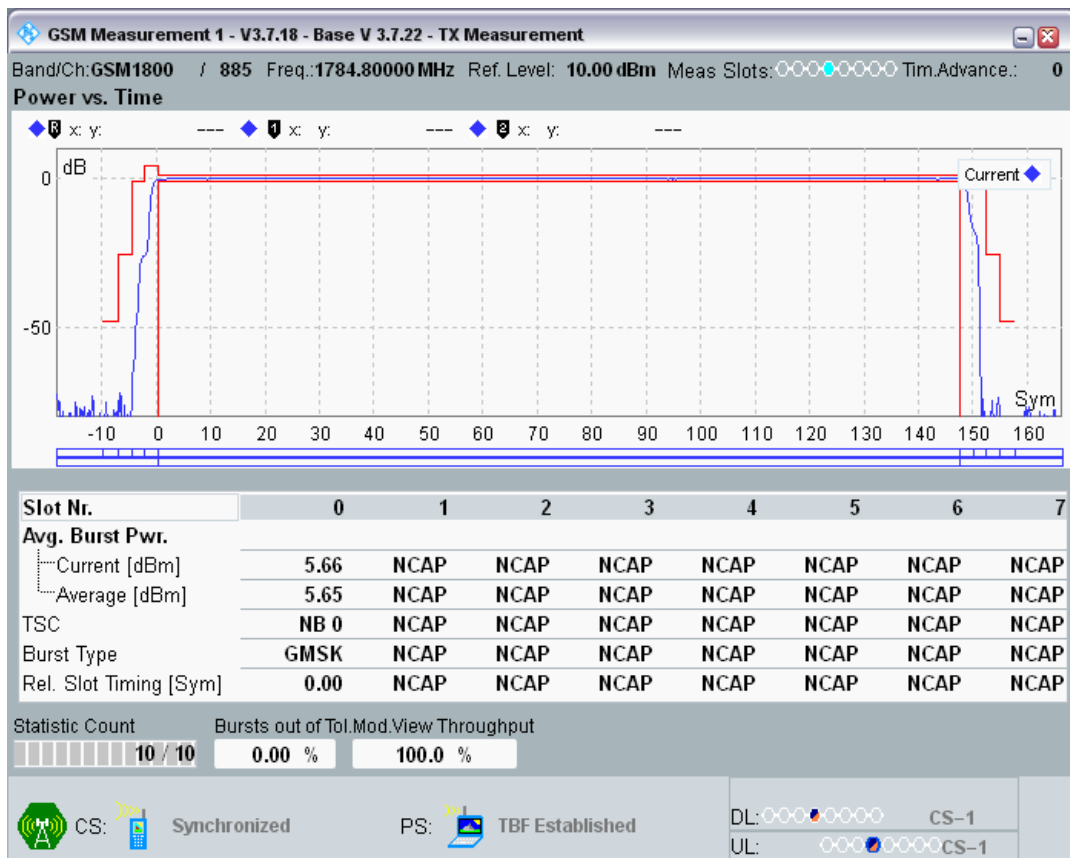 GSM Measurement 1 - V3.7.18 - Base V 3.7.22 - TX Measurement
Band/Ch:GSM1800 / 885 Freq.:1784.80000 MHz Ref. Level: 10.00 dBm Meas Slots: Tim.Advance.: 0
Power vs. Time
R x: y: --- 1 x: y: --- 2 x: y: ---
dB
0
Current
-50
Sym
-10 0 10 20 30 40 50 60 70 80 90 100 110 120 130 140 150 160
Slot Nr. 0 1 2 3 4 5 6 7
Avg. Burst Pwr.
Current [dBm] 5.66 NCAP NCAP NCAP NCAP NCAP NCAP NCAP
Average [dBm] 5.65 NCAP NCAP NCAP NCAP NCAP NCAP NCAP
TSC NB 0 NCAP NCAP NCAP NCAP NCAP NCAP NCAP
Burst Type GMSK NCAP NCAP NCAP NCAP NCAP NCAP NCAP
Rel. Slot Timing [Sym] 0.00 NCAP NCAP NCAP NCAP NCAP NCAP NCAP
Statistic Count Bursts out of Tol.Mod.View Throughput
10 / 10 0.00 % 100.0 %
CS: Synchronized PS: TBF Established
DL: CS-1
UL: CS-1